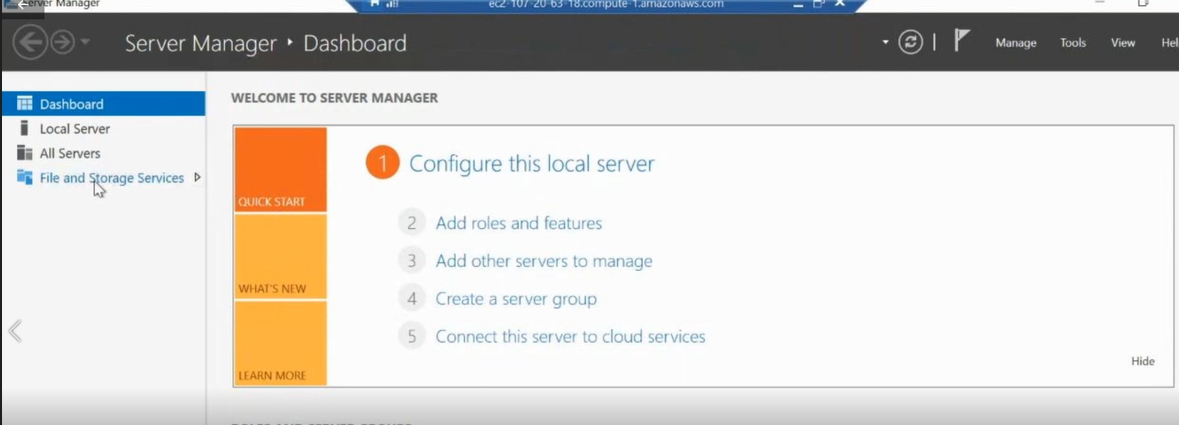 Server Manager
ec2-107-20-63-18.compute-1.amazonaws.com
Server Manager ‣ Dashboard
Manage Tools View Hel
Dashboard
Local Server
All Servers
File and Storage Services
WELCOME TO SERVER MANAGER
QUICK START
WHAT'S NEW
LEARN MORE
1 Configure this local server
2 Add roles and features
3 Add other servers to manage
4 Create a server group
5 Connect this server to cloud services
Hide